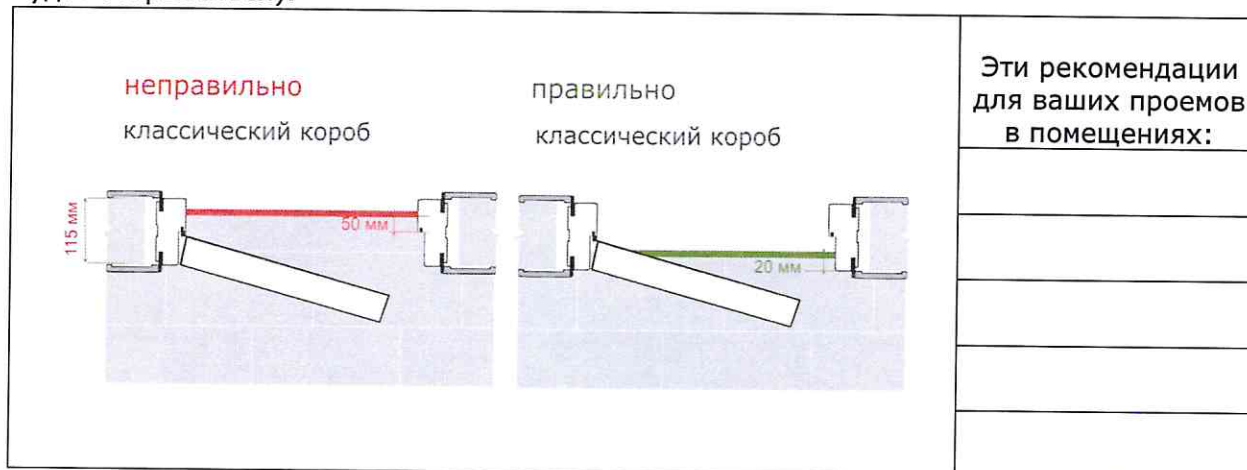 неправильно
классический короб
115 мм
50 мм
правильно
классический короб
20 мм
Эти рекомендации
для ваших проемов
в помещениях: